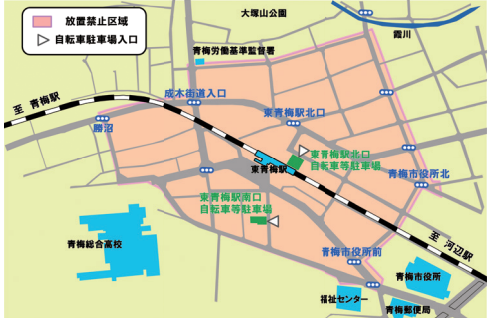 放置禁止区域
自転車駐車場入口
大塚山公園
霞川
青梅労働基準監督署
至 青梅駅
成木街道入口
勝沼
東青梅駅北口
東青梅駅北口
自転車等駐車場
東青梅駅
青梅市役所北
東青梅駅南口
自転車等駐車場
至 河辺駅
青梅総合高校
青梅市役所前
青梅市役所
福祉センター
青梅郵便局